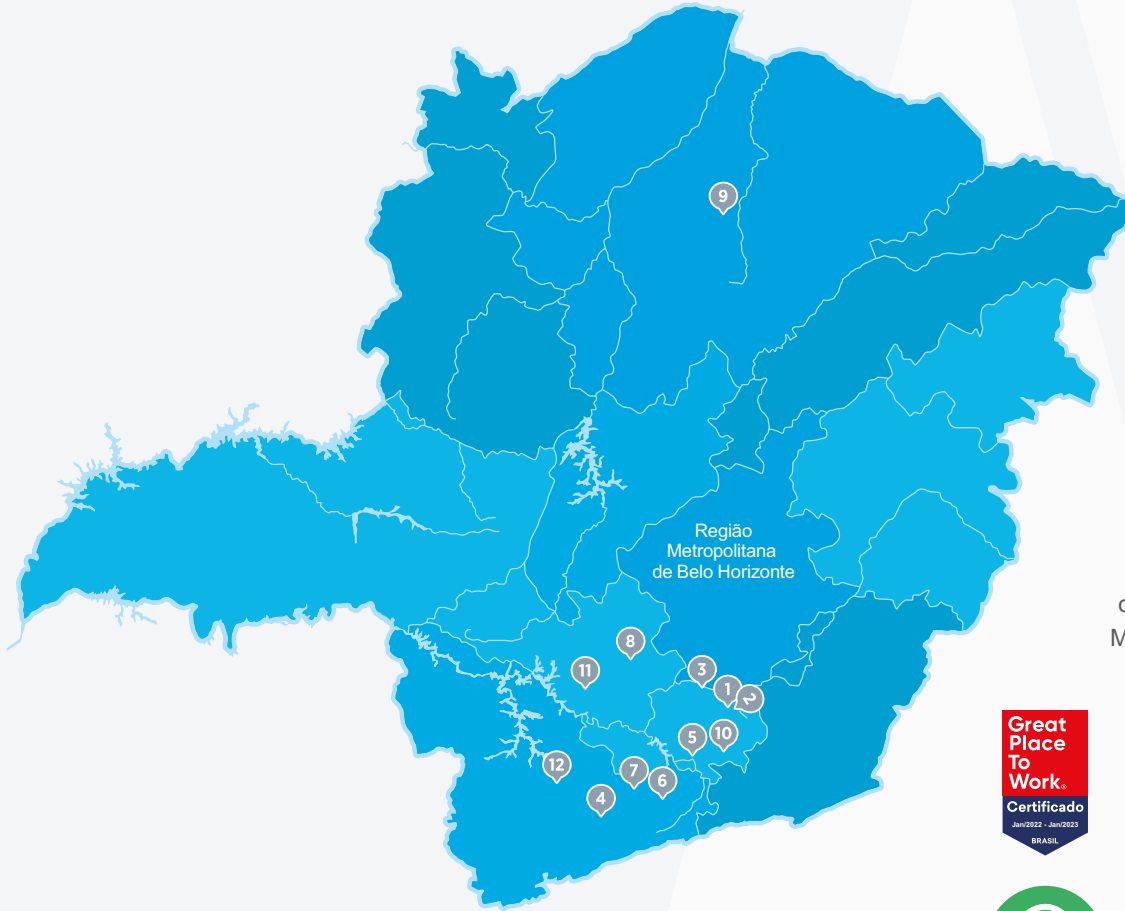 9
Região
Metropolitana
de Belo Horizonte
8
11
3
1
2
5
10
12
7
6
4
M
Great
Place
To
Work®
Certificado
Jan/2022 - Jan/2023
BRASIL